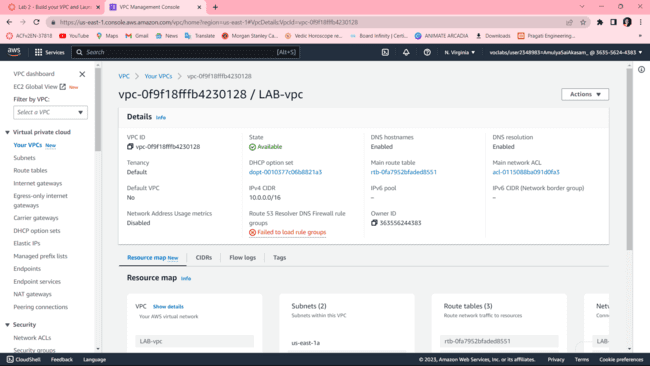 Lab 2 - Build your VPC and Laun
VPC Management Console
https://us-east-1.console.aws.amazon.com/vpc/home?region=us-east-1#VpcDetails:VpcId=vpc-0f9f18fffb4230128
ACFrZEN-37818
YouTube
Maps
Gmail
News
Translate
Morgan Stanley Ca...
Vedic Horoscope re...
Board Infinity | Cent...
ANIMATE ARCADIA
Downloads
Pragati Engineering...
aws
Services
Search
[Alt+S]
N. Virginia
VPC dashboard
EC2 Global View
New
Filter by VPC:
Select a VPC
Virtual private cloud
Your VPCs New
Subnets
Route tables
Internet gateways
Egress-only internet
gateways
Carrier gateways
DHCP option sets
Elastic IPs
Managed prefix lists
Endpoints
Endpoint services
NAT gateways
Peering connections
Security
Network ACLs
Security groups
VPC
Your VPCs
vpc-0f9f18fffb4230128
vpc-0f9f18fffb4230128 / LAB-vpc
Actions
Details Info
VPC ID
vpc-0f9f18fffb4230128
State
Available
DNS hostnames
Enabled
DNS resolution
Enabled
Tenancy
Default
DHCP option set
dopt-0010377c06b8821a3
Main route table
rtb-0fa7952bfaded8551
Main network ACL
acl-0115088ba091d0fa3
Default VPC
No
IPv4 CIDR
10.0.0.0/16
IPv6 pool
–
IPv6 CIDR (Network border group)
–
Network Address Usage metrics
Disabled
Route 53 Resolver DNS Firewall rule
groups
Failed to load rule groups
Owner ID
363556244383
Resource map New
CIDRs
Flow logs
Tags
Resource map Info
VPC Show details
Your AWS virtual network
LAB-vpc
Subnets (2)
Subnets within this VPC
us-east-1a
Route tables (3)
Route network traffic to resources
rtb-0fa7952bfaded8551
CloudShell
Feedback
Language
© 2023, Amazon Web Services, Inc. or its affiliates.
Privacy
Terms
Cookie preferences